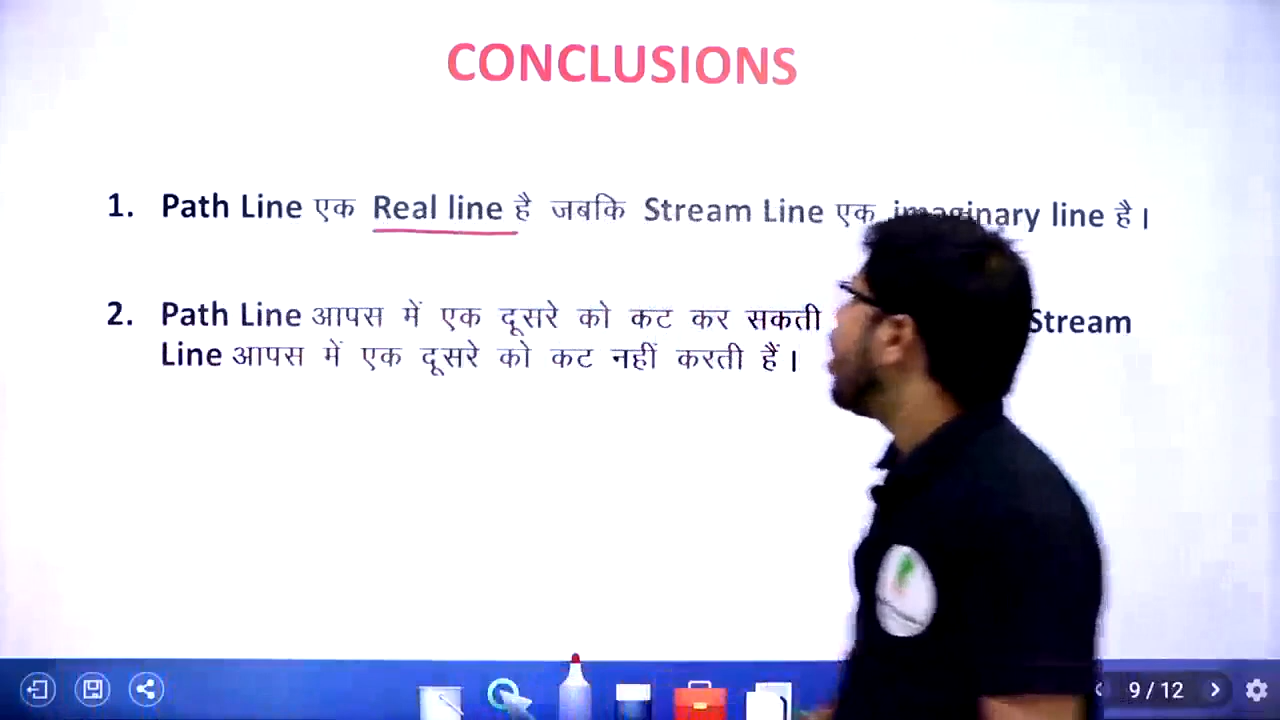 CONCLUSIONS
1. Path Line एक Real line है जबकि Stream Line एक imaginary line है।
2. Path Line आपस में एक दूसरे को कट कर सकती Stream
Line आपस में एक दूसरे को कट नहीं करती हैं।
9 / 12